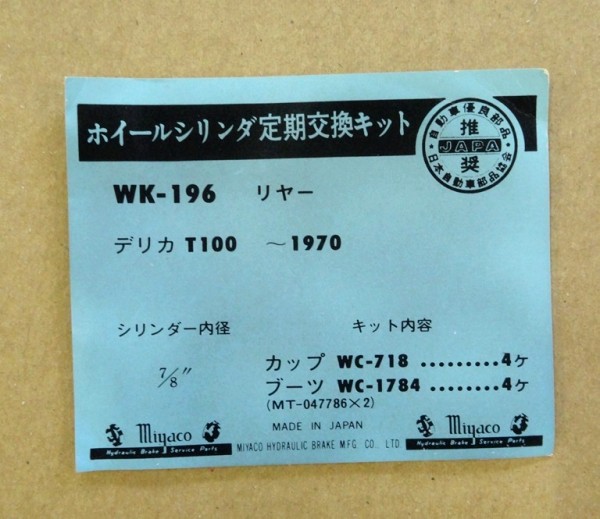 ホイールシリンダ定期交換キット
・自動車優良部品・
推
JAPA
奨
日本自動車部品協会
WK-196 リヤー
デリカ T100 ～1970
シリンダー内径 キット内容
7/8″
カップ WC-718 .........4ケ
ブーツ WC-1784 ........4ケ
(MT-047786×2)
MADE IN JAPAN
Miyaco
Hydraulic Brake Service Parts
MIYACO HYDRAULIC BRAKE M.F.G. CO., LTD.
Miyaco
Hydraulic Brake Service Parts